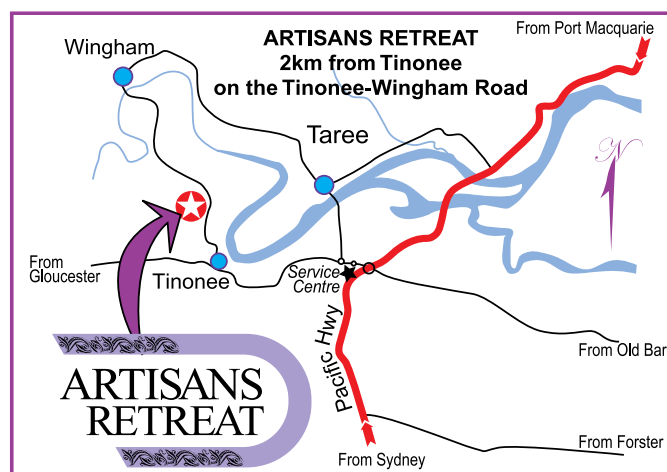 From Port Macquarie
ARTISANS RETREAT
2km from Tinonee
on the Tinonee-Wingham Road
Wingham
Taree
N
From
Gloucester
Tinonee
Service
Centre
Pacific Hwy
From Old Bar
ARTISANS
RETREAT
From Forster
From Sydney